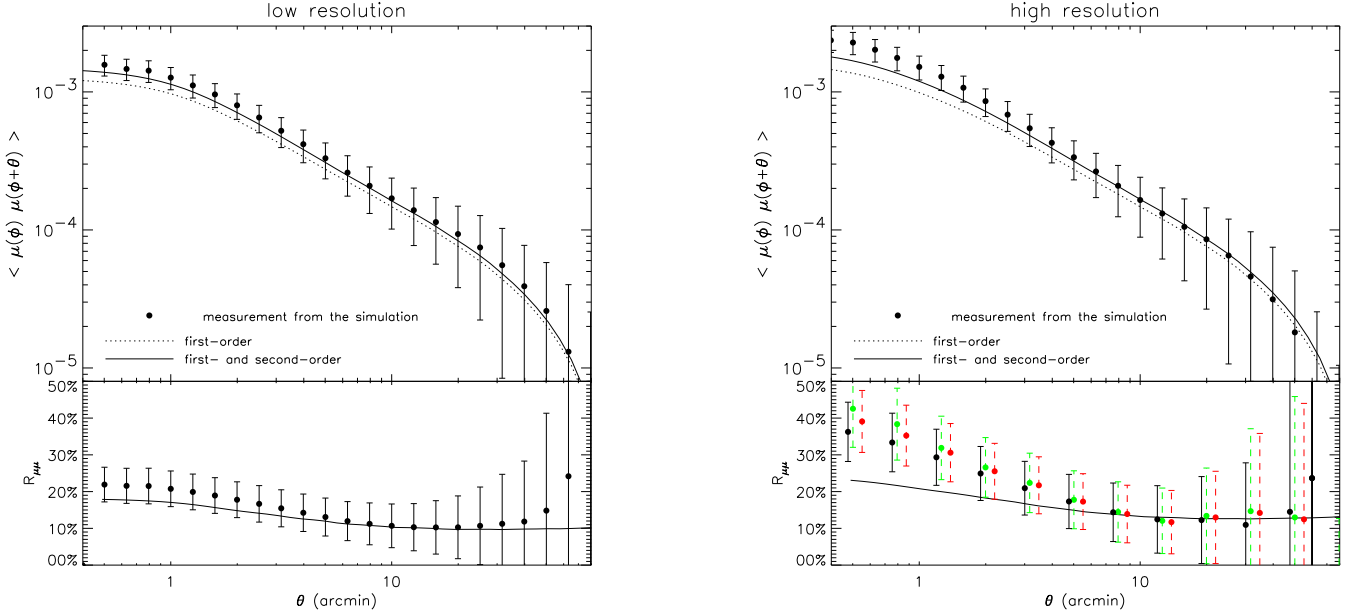 low resolution
10⁻³
10⁻⁴
10⁻⁵
< μ(φ) μ(φ+θ) >
measurement from the simulation
first-order
first- and second-order
50%
40%
30%
20%
10%
00%
R_μμ
1
10
θ (arcmin)
high resolution
10⁻³
10⁻⁴
10⁻⁵
< μ(φ) μ(φ+θ) >
measurement from the simulation
first-order
first- and second-order
50%
40%
30%
20%
10%
00%
R_μμ
1
10
θ (arcmin)